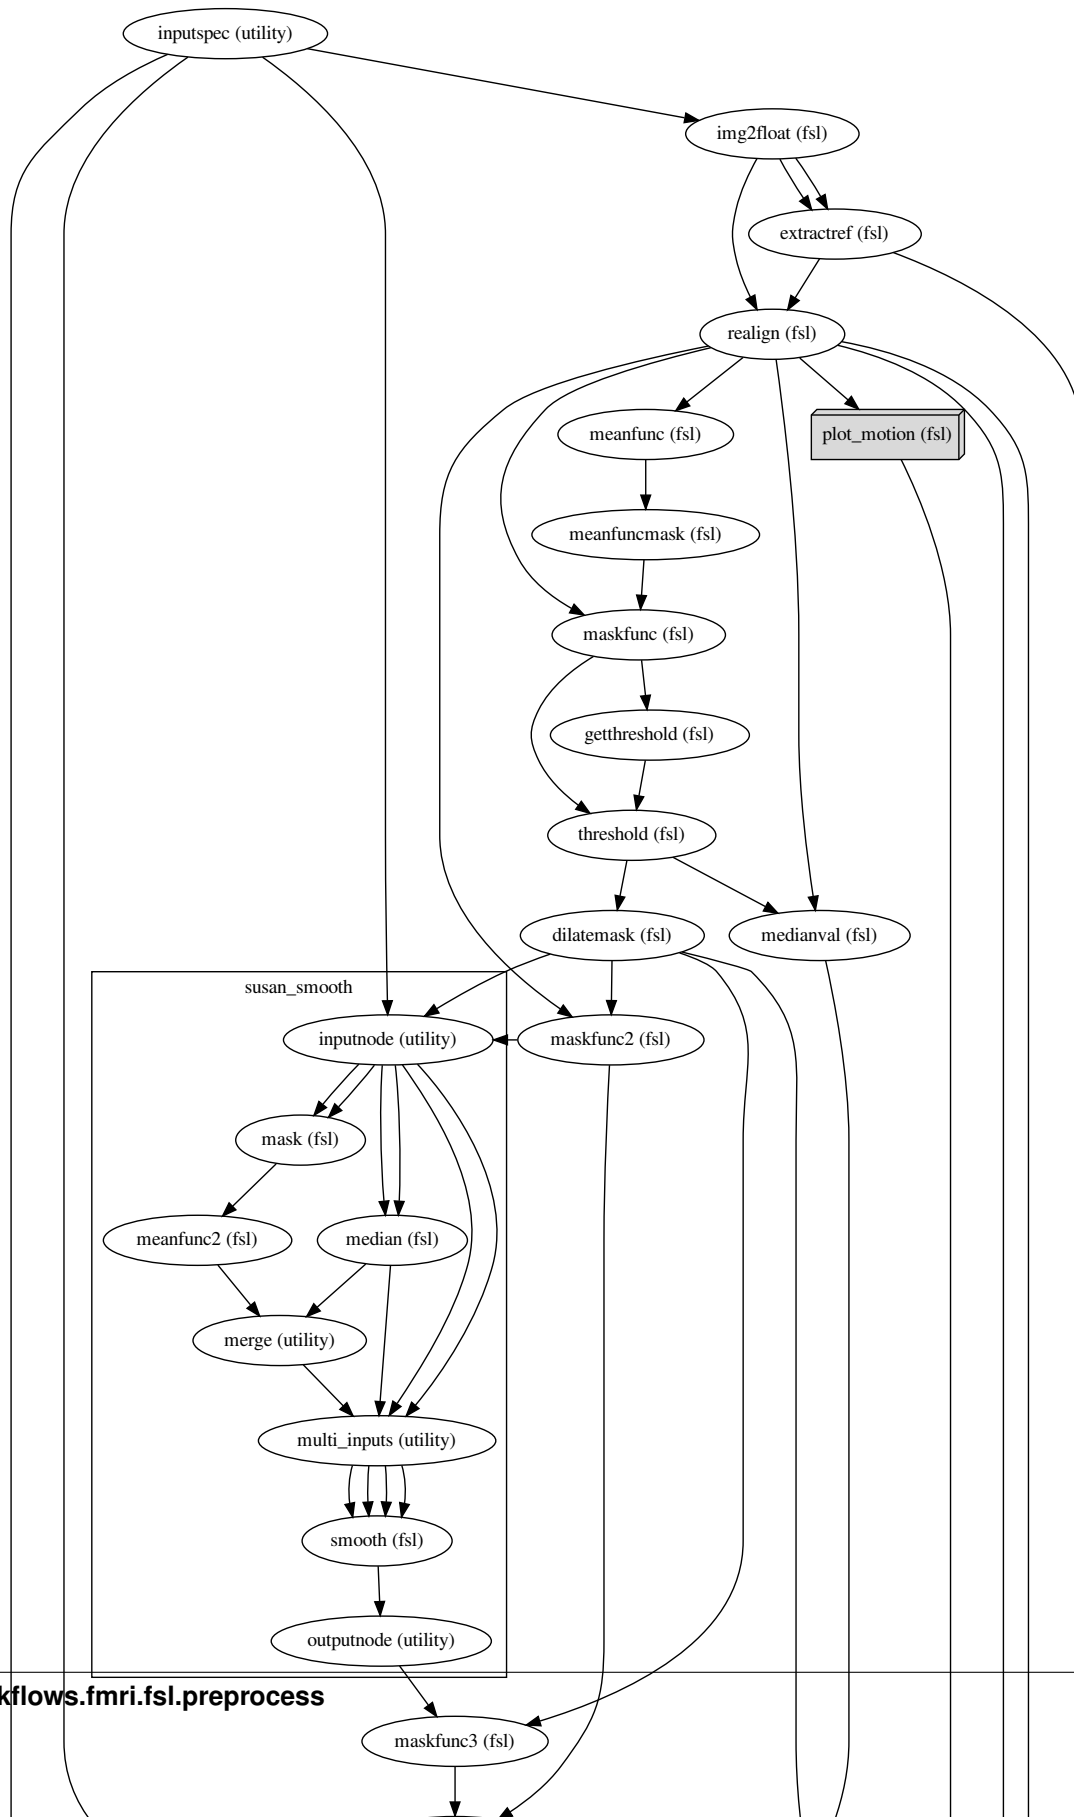 inputspec (utility)
img2float (fsl)
extractref (fsl)
realign (fsl)
meanfunc (fsl)
plot_motion (fsl)
meanfuncmask (fsl)
maskfunc (fsl)
getthreshold (fsl)
threshold (fsl)
dilatemask (fsl)
medianval (fsl)
susan_smooth
inputnode (utility)
maskfunc2 (fsl)
mask (fsl)
meanfunc2 (fsl)
median (fsl)
merge (utility)
multi_inputs (utility)
smooth (fsl)
outputnode (utility)
kflows.fmri.fsl.preprocess
maskfunc3 (fsl)